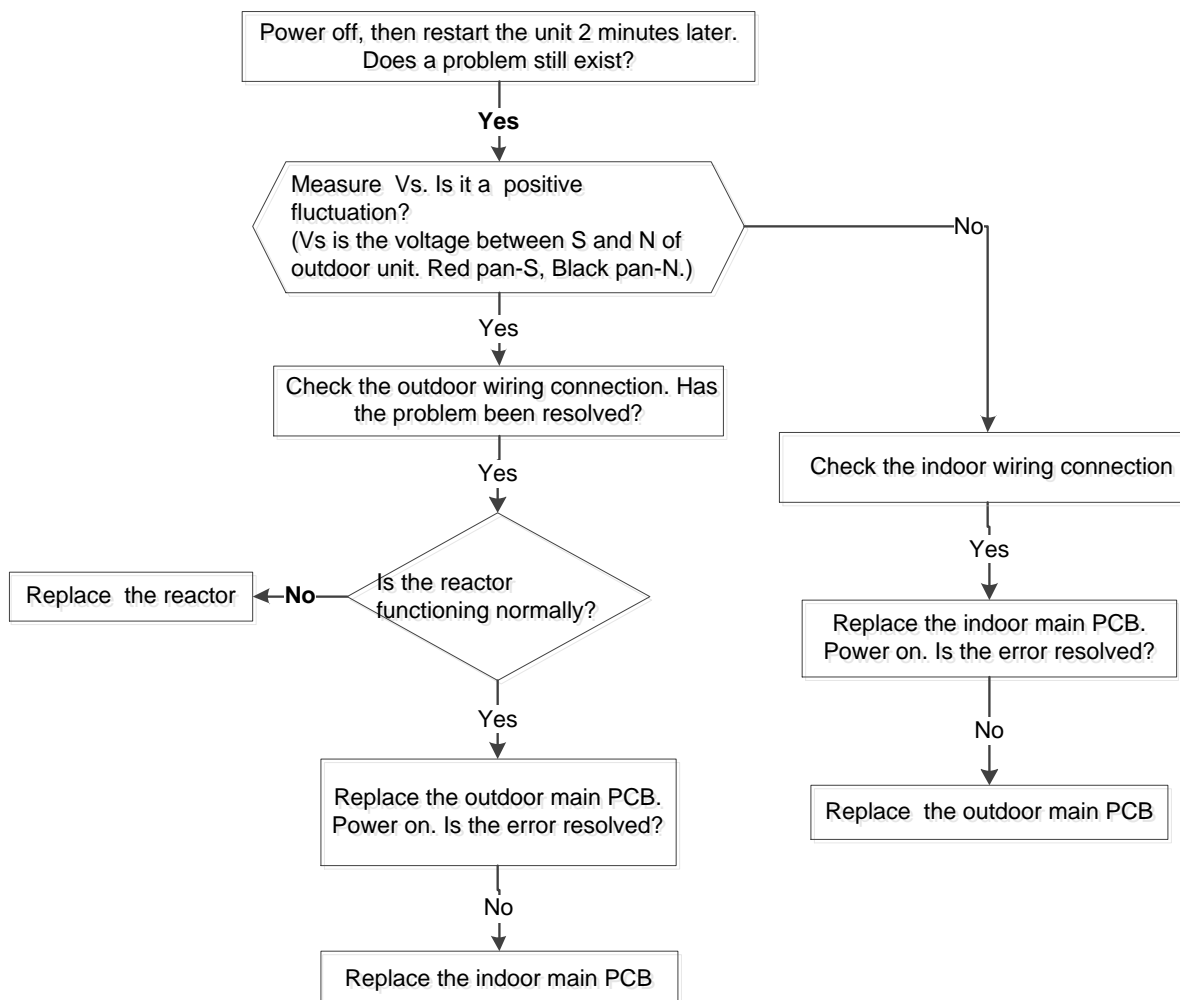 Power off, then restart the unit 2 minutes later.
Does a problem still exist?
Yes
Measure Vs. Is it a positive
fluctuation?
(Vs is the voltage between S and N of
outdoor unit. Red pan-S, Black pan-N.)
No
Yes
Check the outdoor wiring connection. Has
the problem been resolved?
Check the indoor wiring connection
Yes
Yes
Is the reactor
functioning normally?
No
Replace the reactor
Replace the indoor main PCB.
Power on. Is the error resolved?
Yes
No
Replace the outdoor main PCB.
Power on. Is the error resolved?
Replace the outdoor main PCB
No
Replace the indoor main PCB